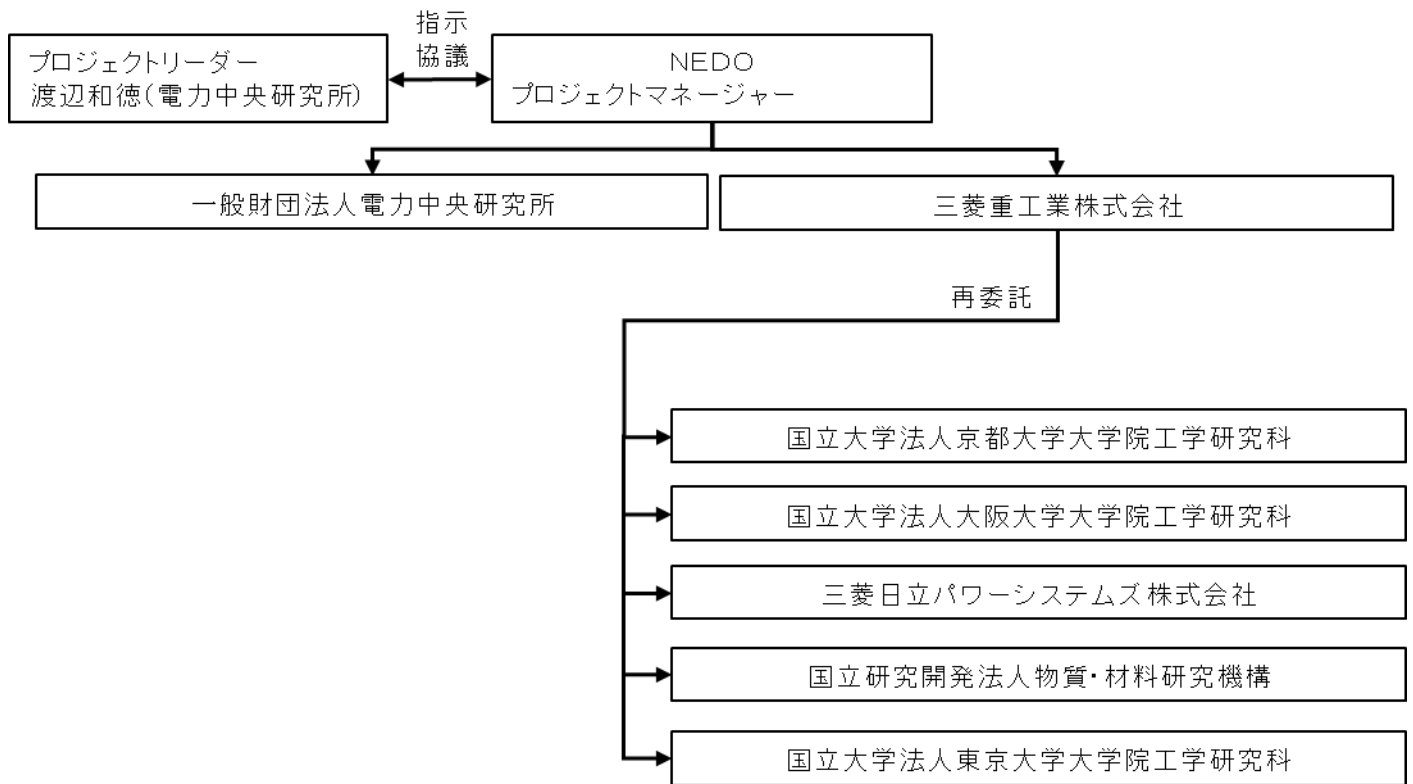 指示
協議
プロジェクトリーダー
渡辺和徳(電力中央研究所)
NEDO
プロジェクトマネージャー
一般財団法人電力中央研究所
三菱重工業株式会社
再委託
国立大学法人京都大学大学院工学研究科
国立大学法人大阪大学大学院工学研究科
三菱日立パワーシステムズ株式会社
国立研究開発法人物質・材料研究機構
国立大学法人東京大学大学院工学研究科